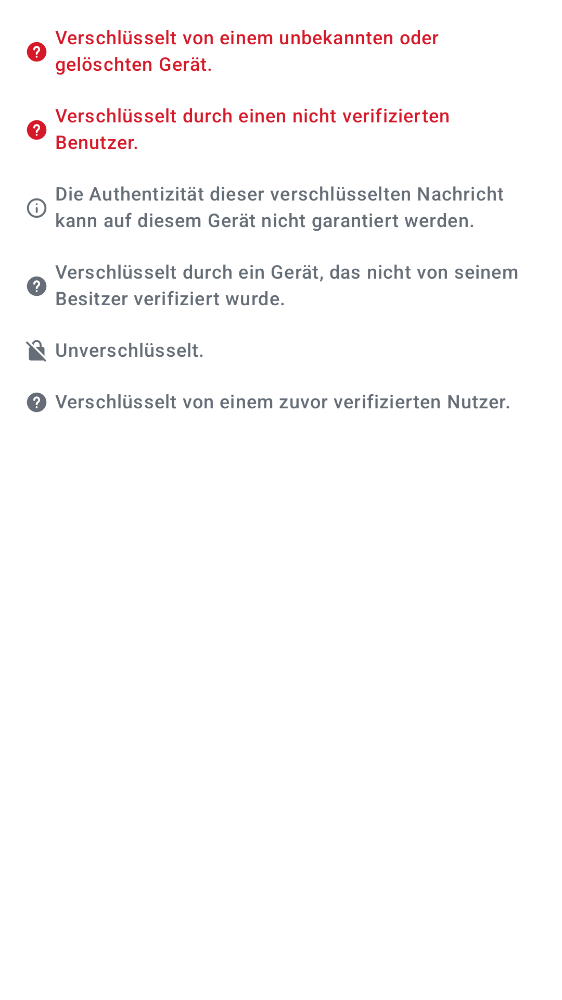 Verschlüsselt von einem unbekannten oder
gelöschten Gerät.
Verschlüsselt durch einen nicht verifizierten
Benutzer.
Die Authentizität dieser verschlüsselten Nachricht
kann auf diesem Gerät nicht garantiert werden.
Verschlüsselt durch ein Gerät, das nicht von seinem
Besitzer verifiziert wurde.
Unverschlüsselt.
Verschlüsselt von einem zuvor verifizierten Nutzer.